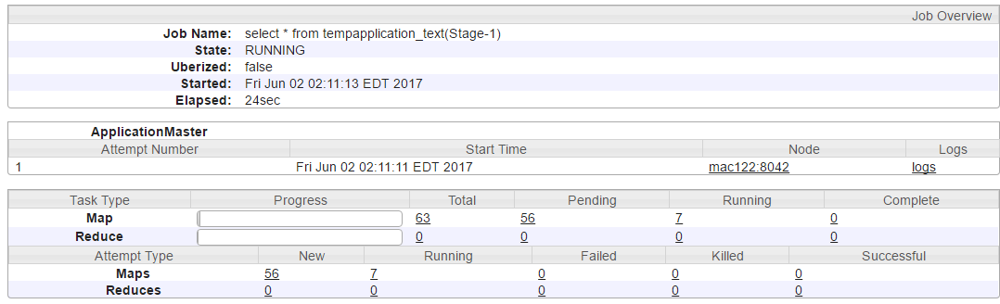 Job Overview
Job Name: select * from tempapplication_text(Stage-1)
State: RUNNING
Uberized: false
Started: Fri Jun 02 02:11:13 EDT 2017
Elapsed: 24sec
ApplicationMaster
Attempt Number Start Time Node Logs
1 Fri Jun 02 02:11:11 EDT 2017 mac122:8042 logs
Task Type Progress Total Pending Running Complete
Map 63 56 7 0
Reduce 0 0 0 0
Attempt Type New Running Failed Killed Successful
Maps 56 7 0 0 0
Reduces 0 0 0 0 0